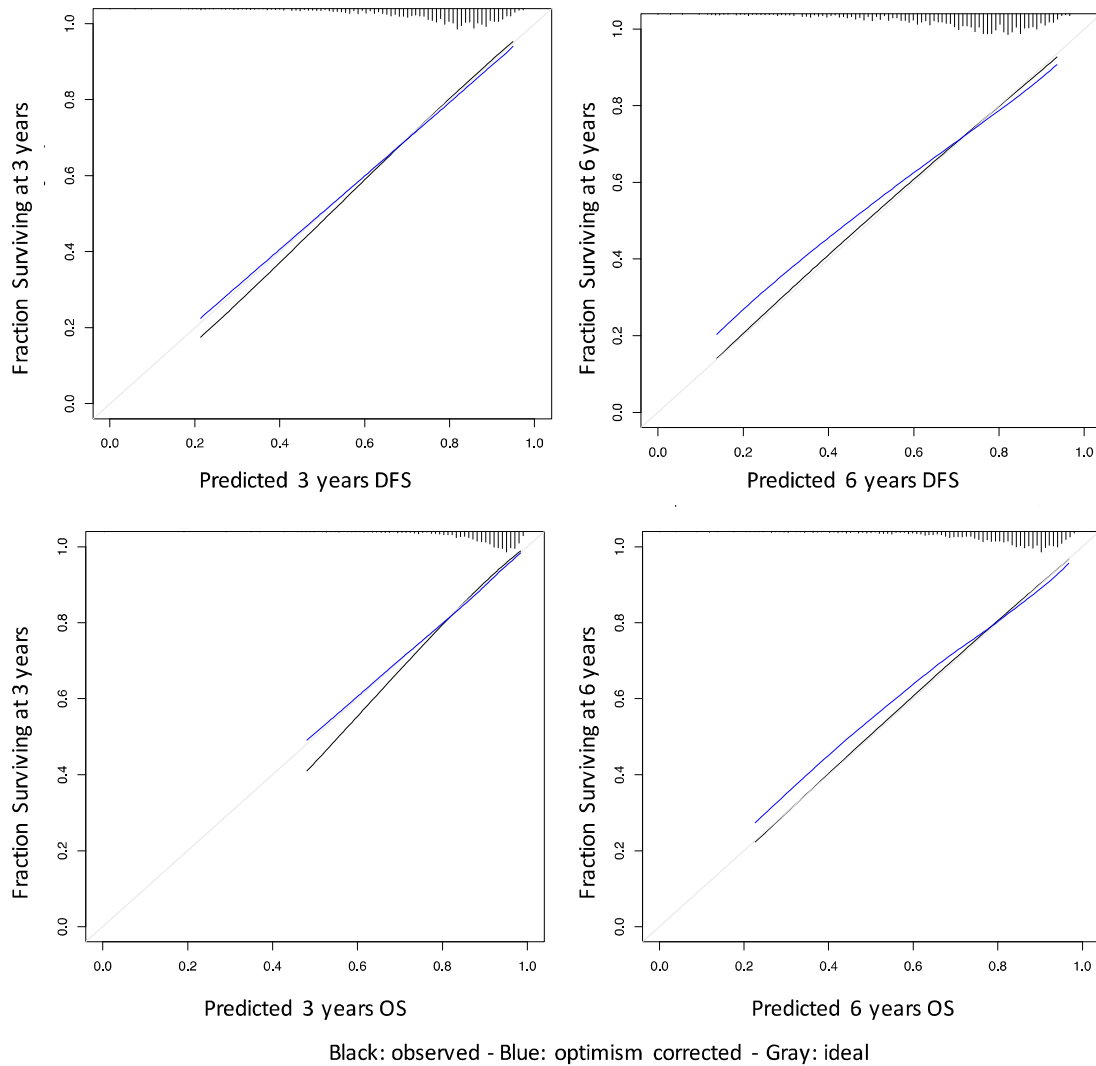 Fraction Surviving at 3 years
1.0
0.8
0.6
0.4
0.2
0.0
0.0 0.2 0.4 0.6 0.8 1.0
Predicted 3 years DFS
Fraction Surviving at 6 years
1.0
0.8
0.6
0.4
0.2
0.0
0.0 0.2 0.4 0.6 0.8 1.0
Predicted 6 years DFS
Fraction Surviving at 3 years
1.0
0.8
0.6
0.4
0.2
0.0
0.0 0.2 0.4 0.6 0.8 1.0
Predicted 3 years OS
Fraction Surviving at 6 years
1.0
0.8
0.6
0.4
0.2
0.0
0.0 0.2 0.4 0.6 0.8 1.0
Predicted 6 years OS
Black: observed - Blue: optimism corrected - Gray: ideal